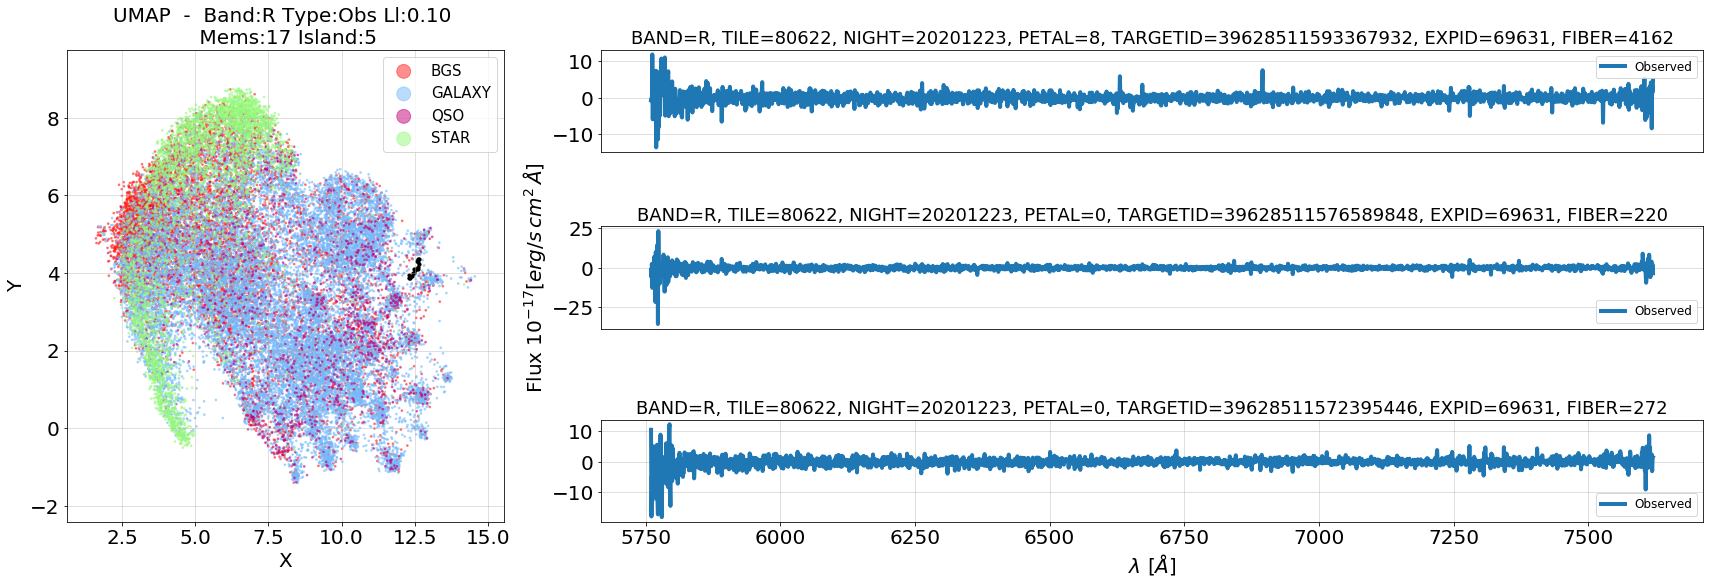 UMAP - Band:R Type:Obs Ll:0.10
Mems:17 Island:5
BGS
GALAXY
QSO
STAR
8
6
4
2
0
−2
Y
2.5 5.0 7.5 10.0 12.5 15.0
X
Flux 10⁻¹⁷[erg/s cm² Å]
BAND=R, TILE=80622, NIGHT=20201223, PETAL=8, TARGETID=39628511593367932, EXPID=69631, FIBER=4162
Observed
10
0
−10
BAND=R, TILE=80622, NIGHT=20201223, PETAL=0, TARGETID=39628511576589848, EXPID=69631, FIBER=220
25
0
−25
Observed
BAND=R, TILE=80622, NIGHT=20201223, PETAL=0, TARGETID=39628511572395446, EXPID=69631, FIBER=272
10
0
−10
Observed
5750 6000 6250 6500 6750 7000 7250 7500
λ [Å]